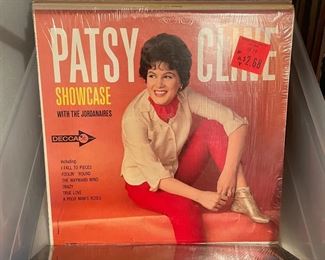 PATSY CLINE
2.68
SHOWCASE
WITH THE JORDANAIRES
DECCA
including:
I FALL TO PIECES
FOOLIN' 'ROUND
THE WAYWARD WIND
CRAZY
TRUE LOVE
A POOR MAN'S ROSES